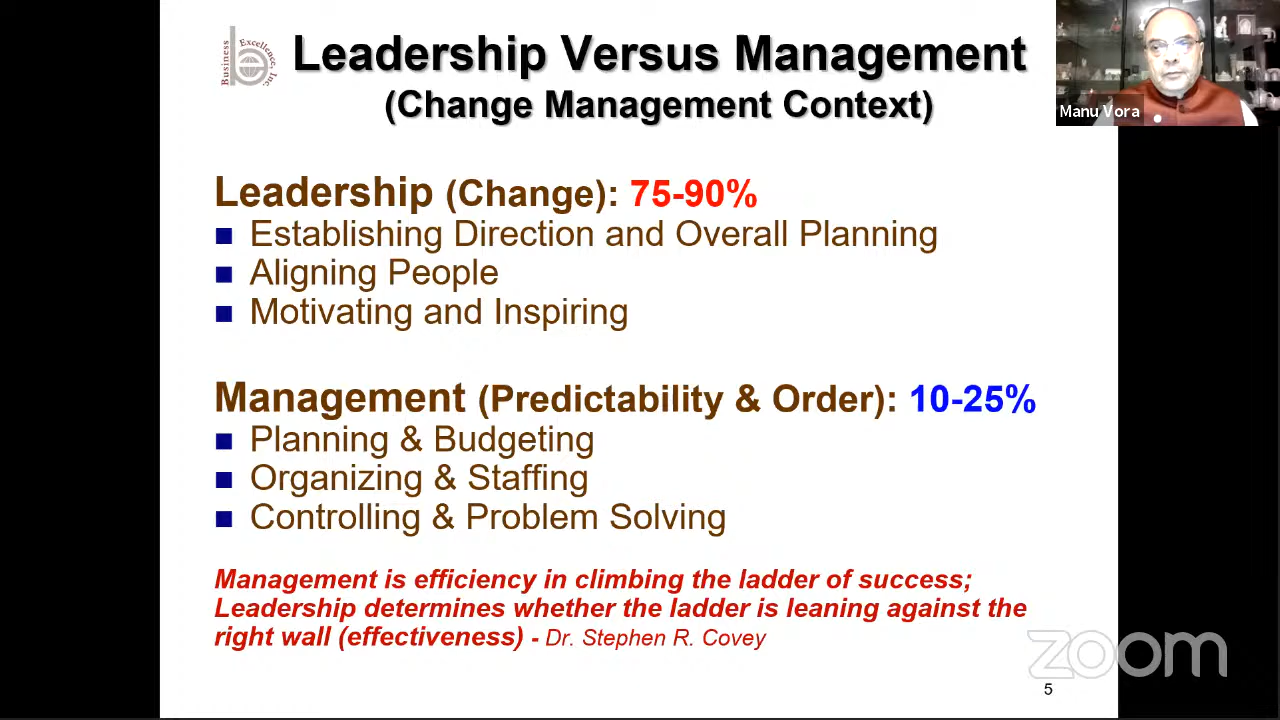 Business
Excellence, Inc.
Leadership Versus Management
(Change Management Context)
Manu Vora
Leadership (Change): 75-90%
Establishing Direction and Overall Planning
Aligning People
Motivating and Inspiring
Management (Predictability & Order): 10-25%
Planning & Budgeting
Organizing & Staffing
Controlling & Problem Solving
Management is efficiency in climbing the ladder of success;
Leadership determines whether the ladder is leaning against the
right wall (effectiveness) - Dr. Stephen R. Covey
zoom
5